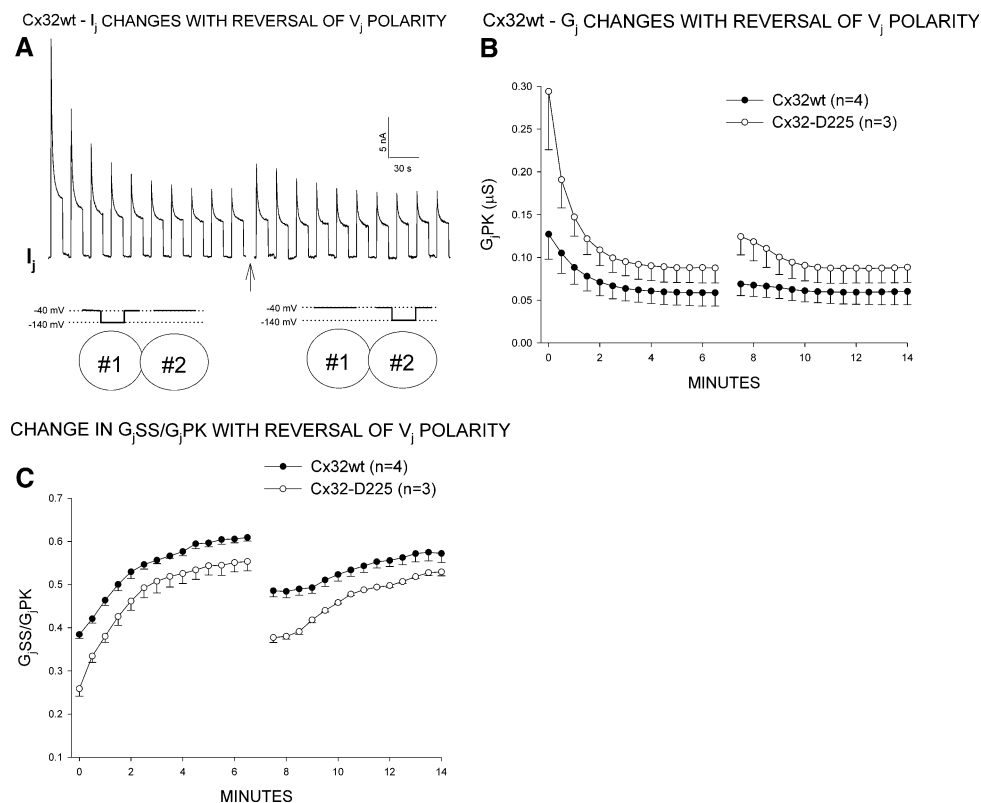 Cx32wt - Ij CHANGES WITH REVERSAL OF Vj POLARITY
A
5 nA
30 s
Ij
-40 mV
-140 mV
#1 #2
-40 mV
-140 mV
#1 #2
Cx32wt - Gj CHANGES WITH REVERSAL OF Vj POLARITY
B
Cx32wt (n=4)
Cx32-D225 (n=3)
GjPK (µS)
0.30
0.25
0.20
0.15
0.10
0.05
0.00
0 2 4 6 8 10 12 14
MINUTES
CHANGE IN GjSS/GjPK WITH REVERSAL OF Vj POLARITY
C
Cx32wt (n=4)
Cx32-D225 (n=3)
GjSS/GjPK
0.7
0.6
0.5
0.4
0.3
0.2
0.1
0 2 4 6 8 10 12 14
MINUTES